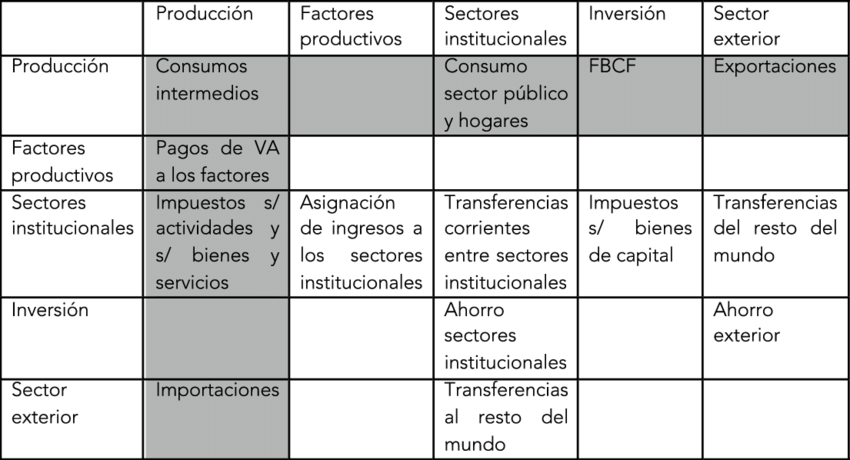 Producción Factores Sectores Inversión Sector
productivos institucionales exterior
Producción Consumos Consumo FBCF Exportaciones
intermedios sector público
y hogares
Factores Pagos de VA
productivos a los factores
Sectores Impuestos s/ Asignación Transferencias Impuestos Transferencias
institucionales actividades y de ingresos a corrientes s/ bienes del resto del
s/ bienes y los sectores entre sectores de capital mundo
servicios institucionales institucionales
Inversión Ahorro Ahorro
sectores exterior
institucionales
Sector Importaciones Transferencias
exterior al resto del
mundo